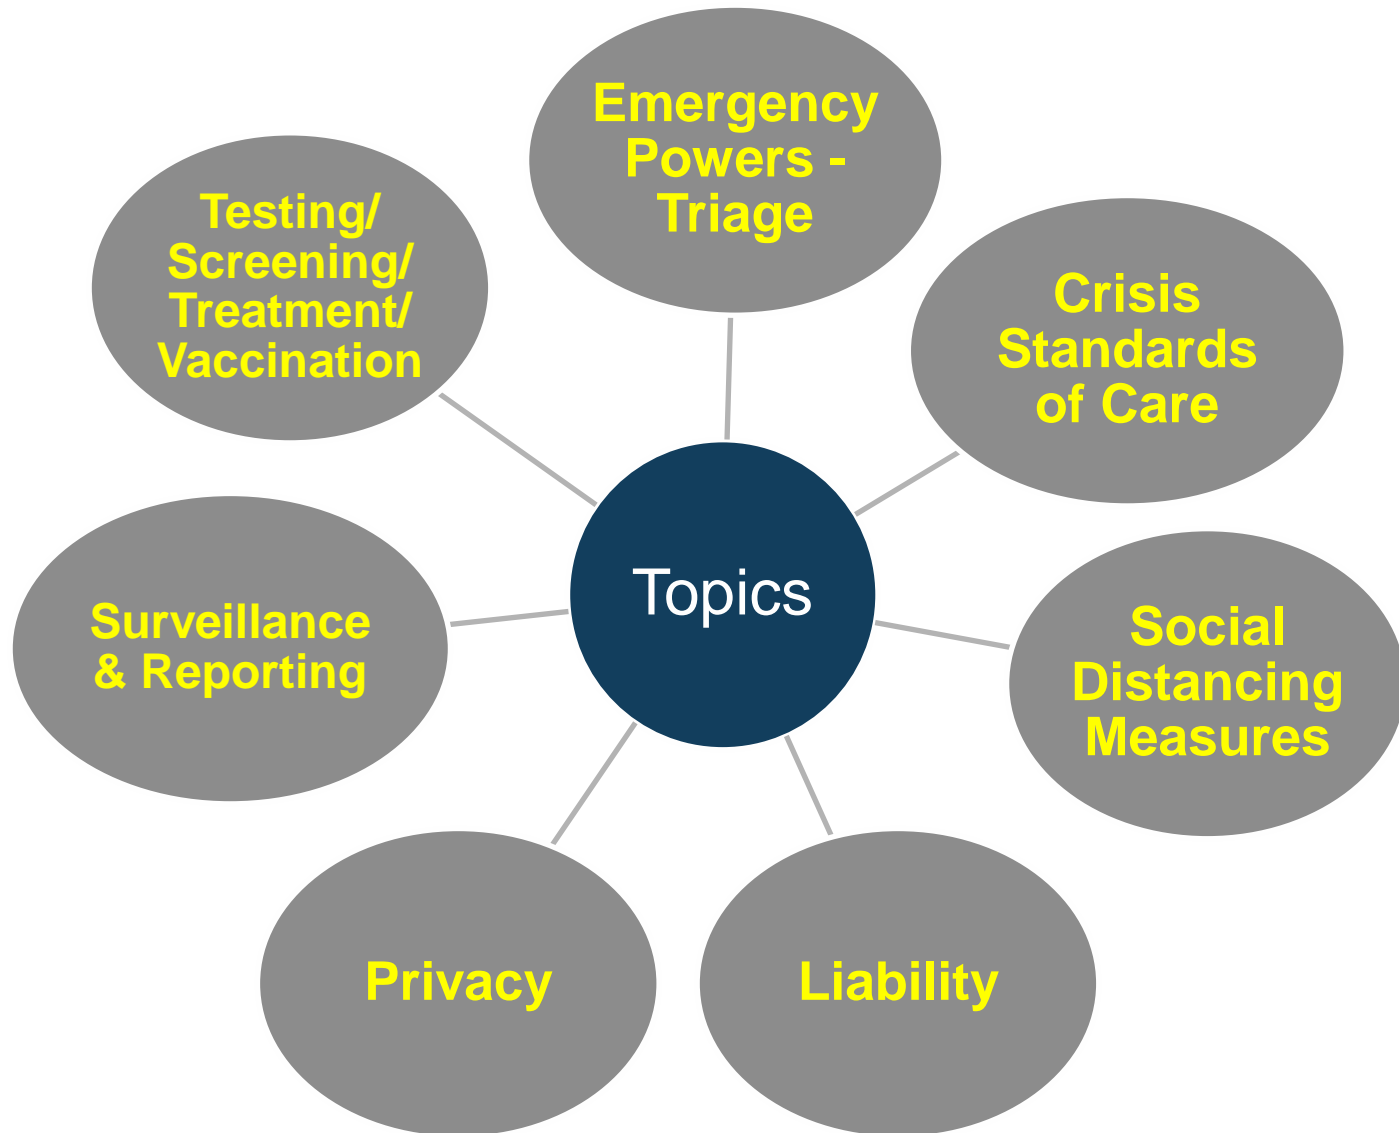 Emergency
Powers -
Triage
Crisis
Standards
of Care
Social
Distancing
Measures
Liability
Privacy
Surveillance
& Reporting
Testing/
Screening/
Treatment/
Vaccination
Topics